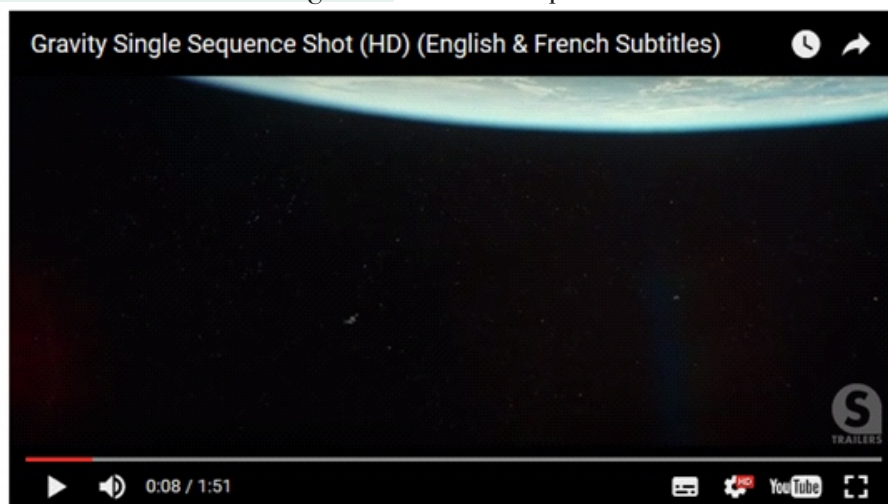 Gravity Single Sequence Shot (HD) (English & French Subtitles)
S
TRAILERS
0:08 / 1:51
HD
YouTube